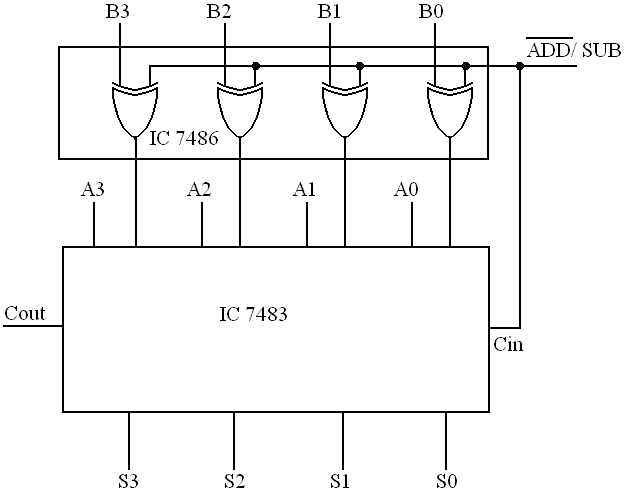 B3 B2 B1 B0
ADD/ SUB
IC 7486
A3 A2 A1 A0
IC 7483
Cout
Cin
S3 S2 S1 S0